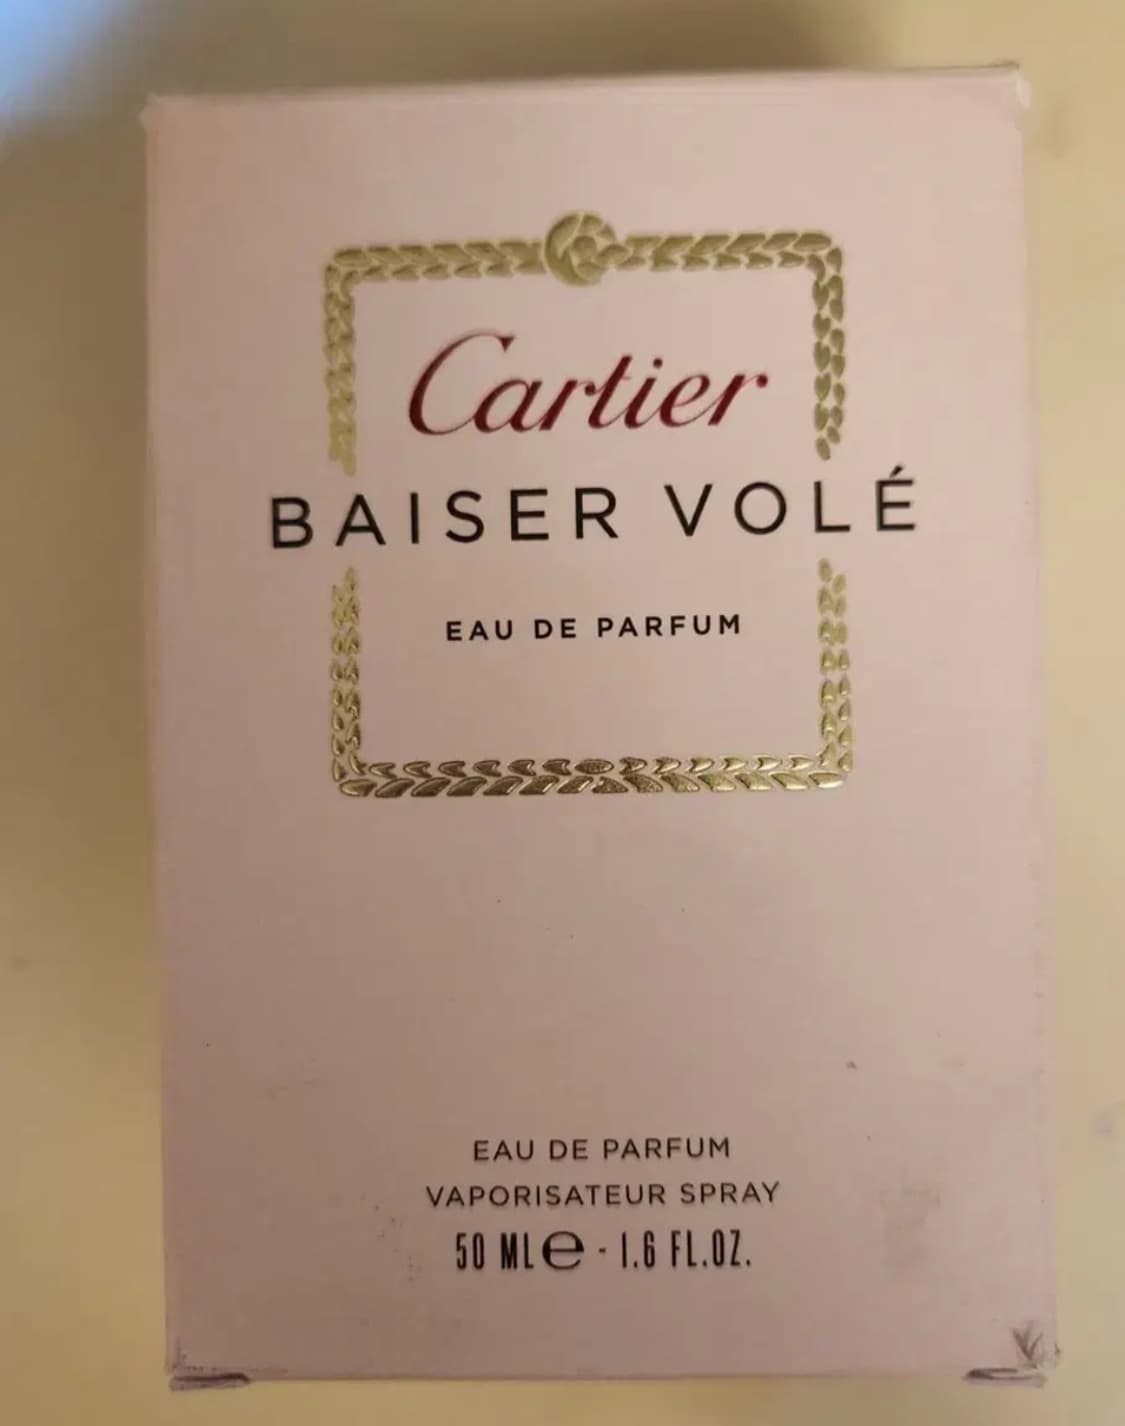 Cartier
BAISER VOLÉ
EAU DE PARFUM
EAU DE PARFUM
VAPORISATEUR SPRAY
50 ML℮ - 1.6 FL.OZ.